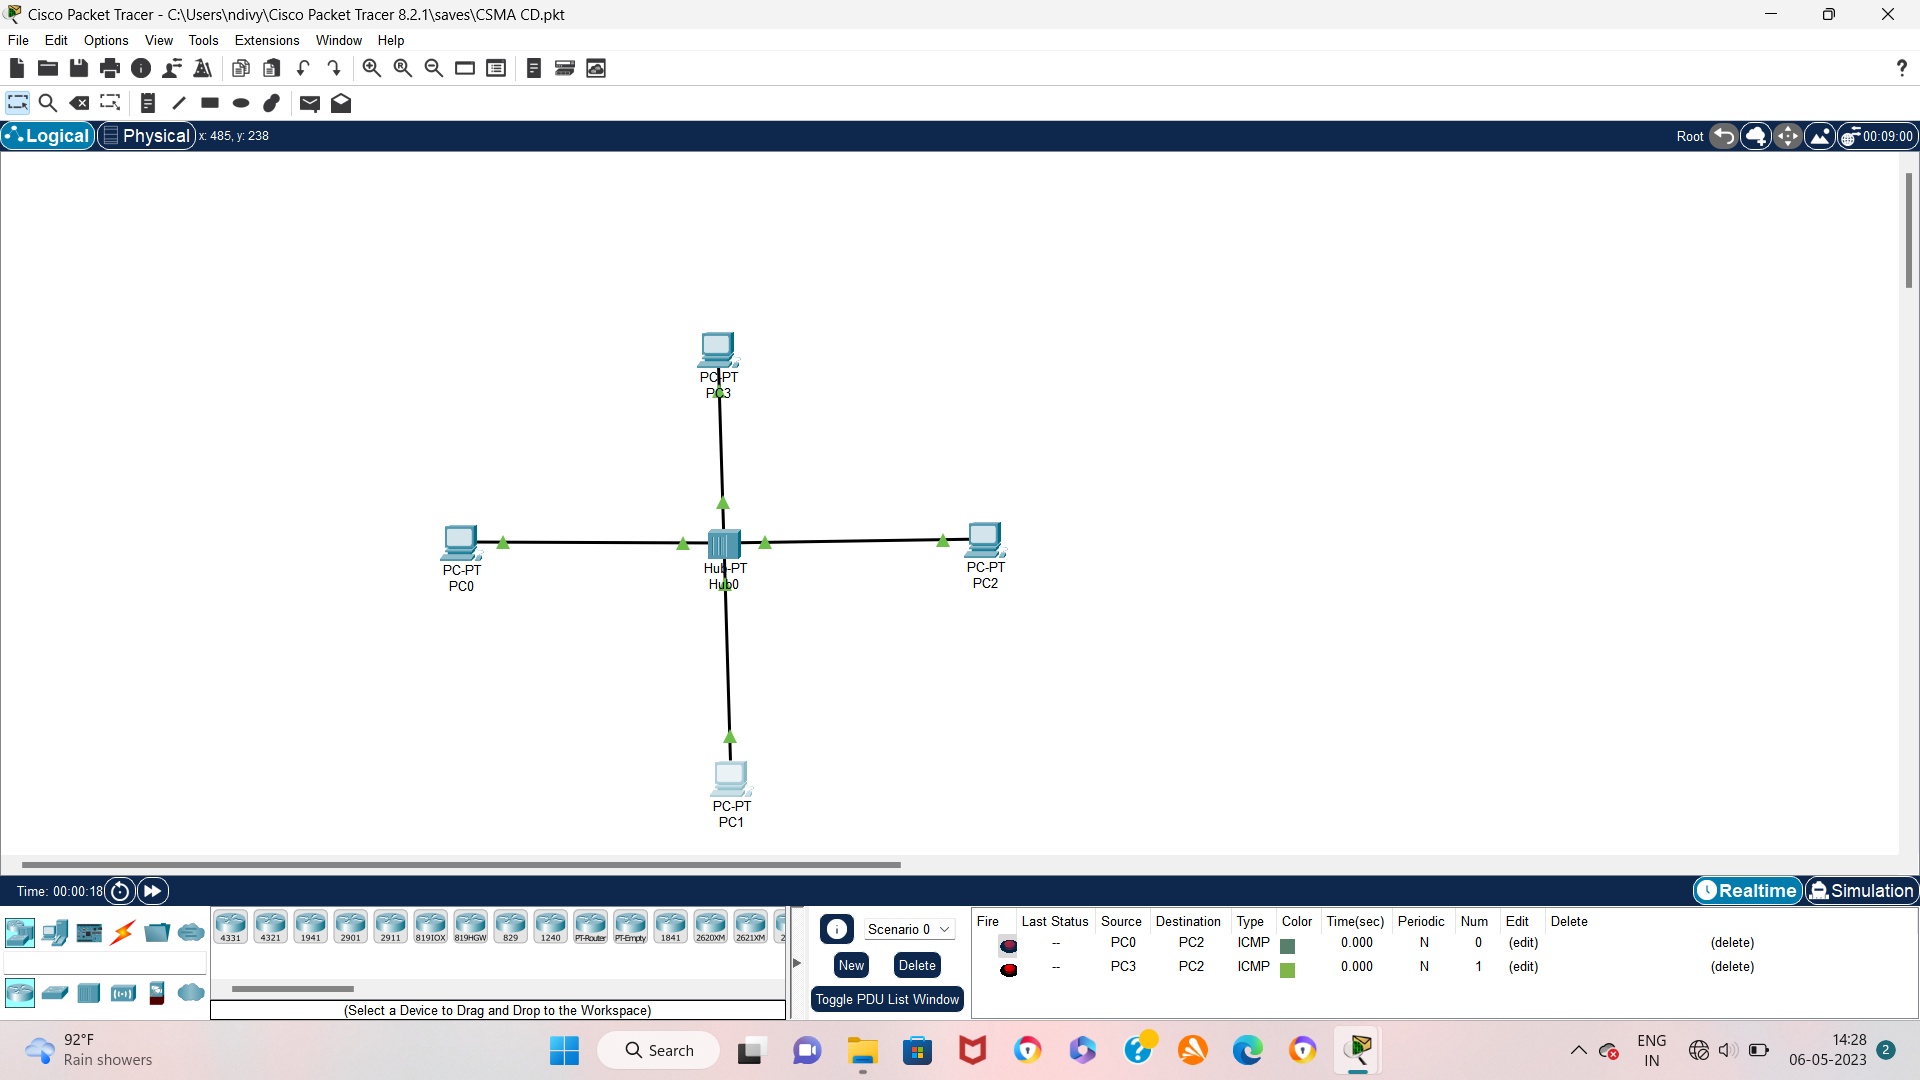 Cisco Packet Tracer - C:\Users\ndivy\Cisco Packet Tracer 8.2.1\saves\CSMA CD.pkt
File Edit Options View Tools Extensions Window Help
?
Logical Physical x: 485, y: 238 Root 00:09:00
PC-PT
PC3
PC-PT
PC0
Hub-PT
Hub0
PC-PT
PC2
PC-PT
PC1
Time: 00:00:18 Realtime Simulation
4331 4321 1941 2901 2911 819IOX 819HGW 829 1240 PT-Router PT-Empty 1841 2620XM 2621XM 2
(Select a Device to Drag and Drop to the Workspace)
Scenario 0
New Delete
Toggle PDU List Window
Fire Last Status Source Destination Type Color Time(sec) Periodic Num Edit Delete
-- PC0 PC2 ICMP 0.000 N 0 (edit) (delete)
-- PC3 PC2 ICMP 0.000 N 1 (edit) (delete)
92°F
Rain showers
Search
ENG
IN
14:28
06-05-2023
2